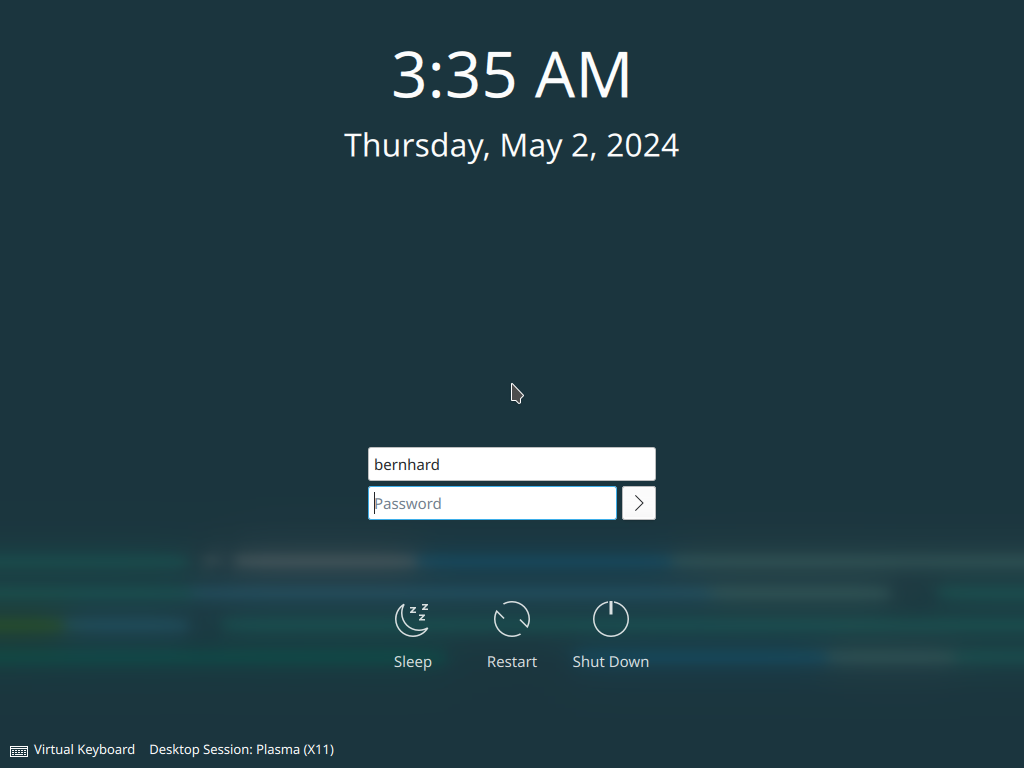 3:35 AM
Thursday, May 2, 2024
bernhard
Password
Sleep
Restart
Shut Down
Virtual Keyboard
Desktop Session: Plasma (X11)